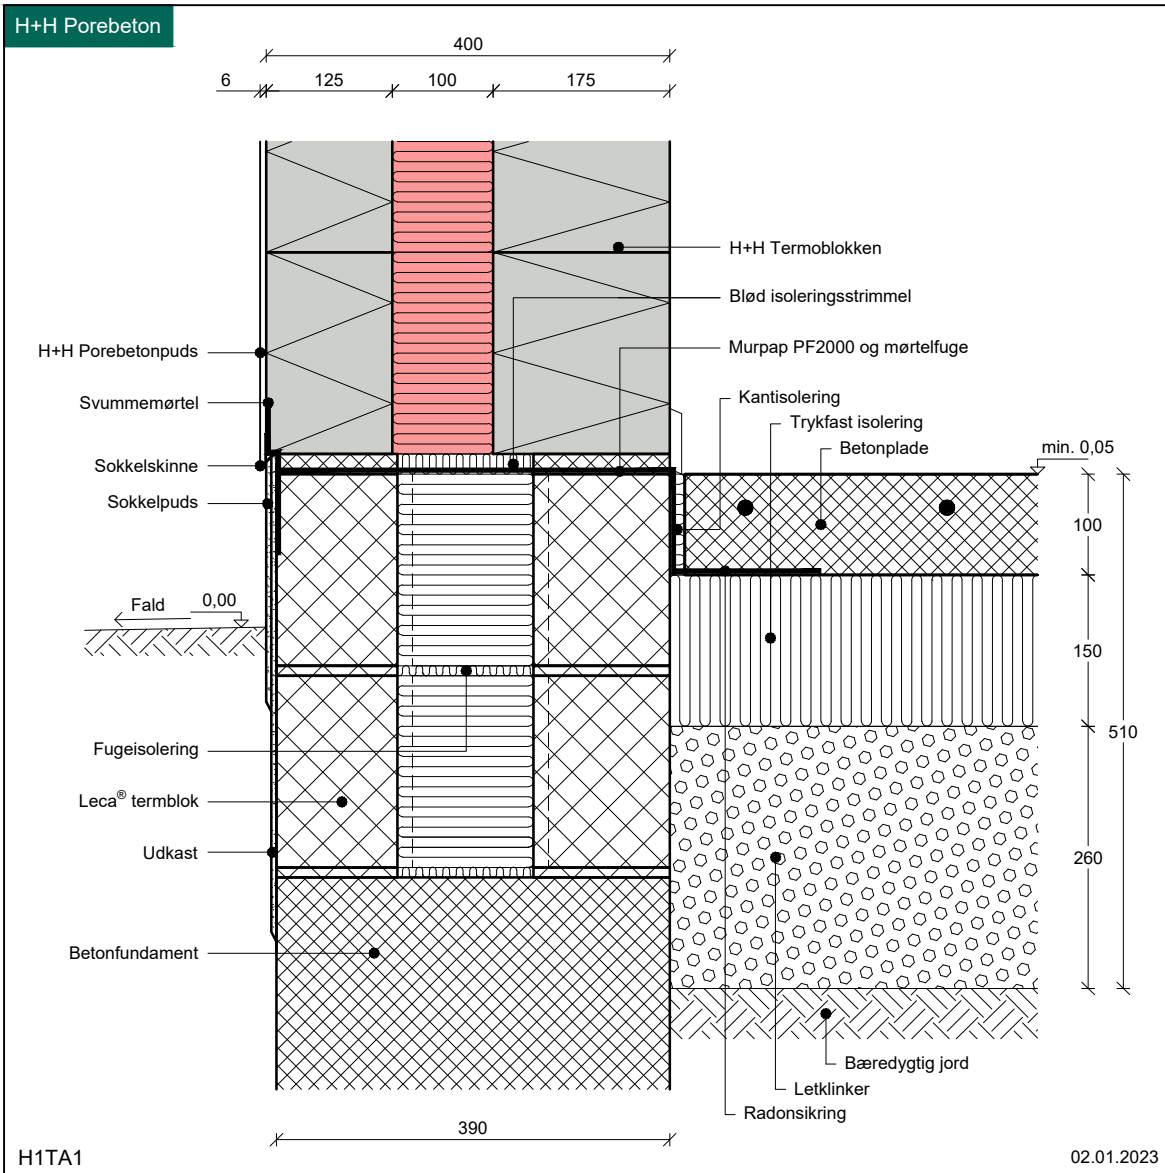 H+H Porebeton
400
6
125
100
175
H+H Termoblokken
Blød isoleringsstrimmel
H+H Porebetonpuds
Murpap PF2000 og mørtelfuge
Svummemørtel
Kantisolering
Trykfast isolering
Betonplade
min. 0,05
Sokkelskinne
Sokkelpuds
100
Fald
0,00
150
510
Fugeisolering
Leca® termblok
Udkast
260
Betonfundament
Bæredygtig jord
Letklinker
Radonsikring
390
H1TA1
02.01.2023